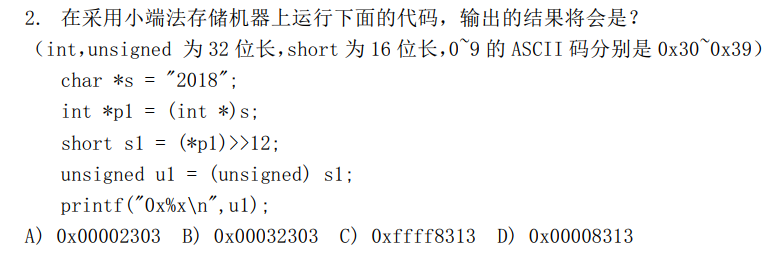 2. 在采用小端法存储机器上运行下面的代码，输出的结果将会是？
（int,unsigned 为 32 位长,short 为 16 位长,0~9 的 ASCII 码分别是 0x30~0x39）
char *s = "2018";
int *p1 = (int *)s;
short s1 = (*p1)>>12;
unsigned u1 = (unsigned) s1;
printf("0x%x\n",u1);
A) 0x00002303 B) 0x00032303 C) 0xffff8313 D) 0x00008313